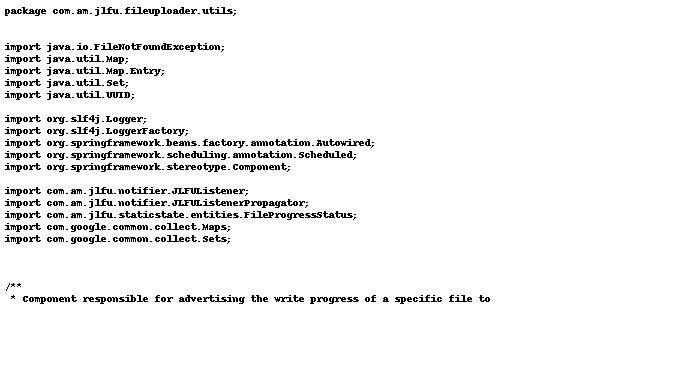 package com.am.jlfu.fileuploader.utils;
import java.io.FileNotFoundException;
import java.util.Map;
import java.util.Map.Entry;
import java.util.Set;
import java.util.UUID;
import org.slf4j.Logger;
import org.slf4j.LoggerFactory;
import org.springframework.beans.factory.annotation.Autowired;
import org.springframework.scheduling.annotation.Scheduled;
import org.springframework.stereotype.Component;
import com.am.jlfu.notifier.JLFUListener;
import com.am.jlfu.notifier.JLFUListenerPropagator;
import com.am.jlfu.staticstate.entities.FileProgressStatus;
import com.google.common.collect.Maps;
import com.google.common.collect.Sets;
/**
 * Component responsible for advertising the write progress of a specific file to